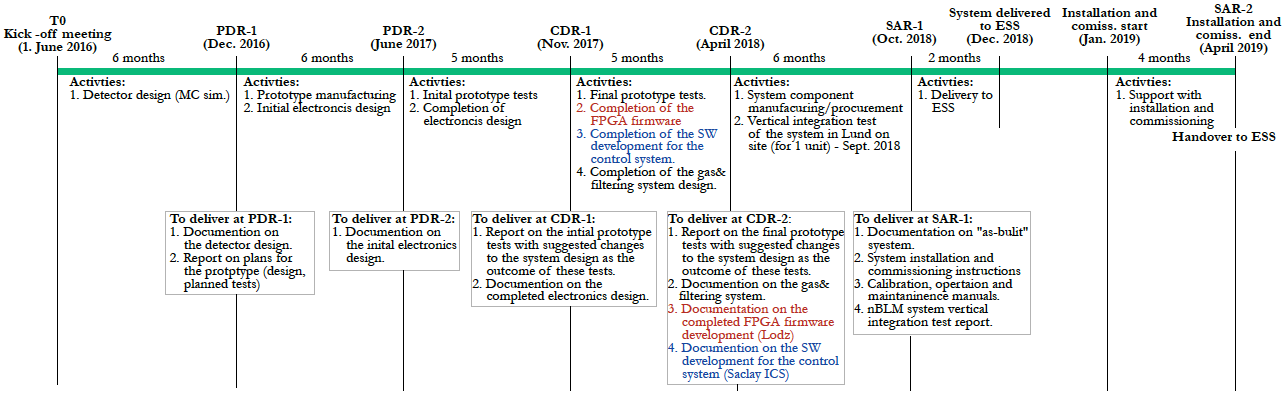 T0
Kick -off meeting
(1. June 2016)
PDR-1
(Dec. 2016)
PDR-2
(June 2017)
CDR-1
(Nov. 2017)
CDR-2
(April 2018)
SAR-1
(Oct. 2018)
System delivered
to ESS
(Dec. 2018)
Installation and
comiss. start
(Jan. 2019)
SAR-2
Installation and
comiss. end
(April 2019)
6 months
6 months
5 months
5 months
6 months
2 months
4 months
Activties:
1. Detector design (MC sim.)
Activties:
1. Prototype manufacturing
2. Initial electroncis design
Activties:
1. Inital prototype tests
2. Completion of
electroncis design
Activties:
1. Final prototype tests.
2. Completion of the
FPGA firmware
3. Completion of the SW
development for the
control system.
4. Completion of the gas&
filtering system design.
Activties:
1. System component
manufacuring/procurement
2. Vertical integration test
of the system in Lund on
site (for 1 unit) - Sept. 2018
Activties:
1. Delivery to
ESS
Activties:
1. Support with
installation and
commissioning
Handover to ESS
To deliver at PDR-1:
1. Documention on
the detector design.
2. Report on plans for
the protptype (design,
planned tests)
To deliver at PDR-2:
1. Documention on
the inital electronics
design.
To deliver at CDR-1:
1. Report on the intial prototype
tests with suggested changes
to the system design as the
outcome of these tests.
2. Documention on the
completed electronics design.
To deliver at CDR-2:
1. Report on the final prototype
tests with suggested changes
to the system design as the
outcome of these tests.
2. Documention on the gas&
filtering system.
3. Documentation on the
completed FPGA firmware
development (Lodz)
4. Documention on the SW
development for the control
system (Saclay ICS)
To deliver at SAR-1:
1. Documentation on "as-bulit"
syestem.
2. System installation and
commissioning instructions
3. Calibration, opertaion and
maintaninence manuals.
4. nBLM system vertical
integration test report.